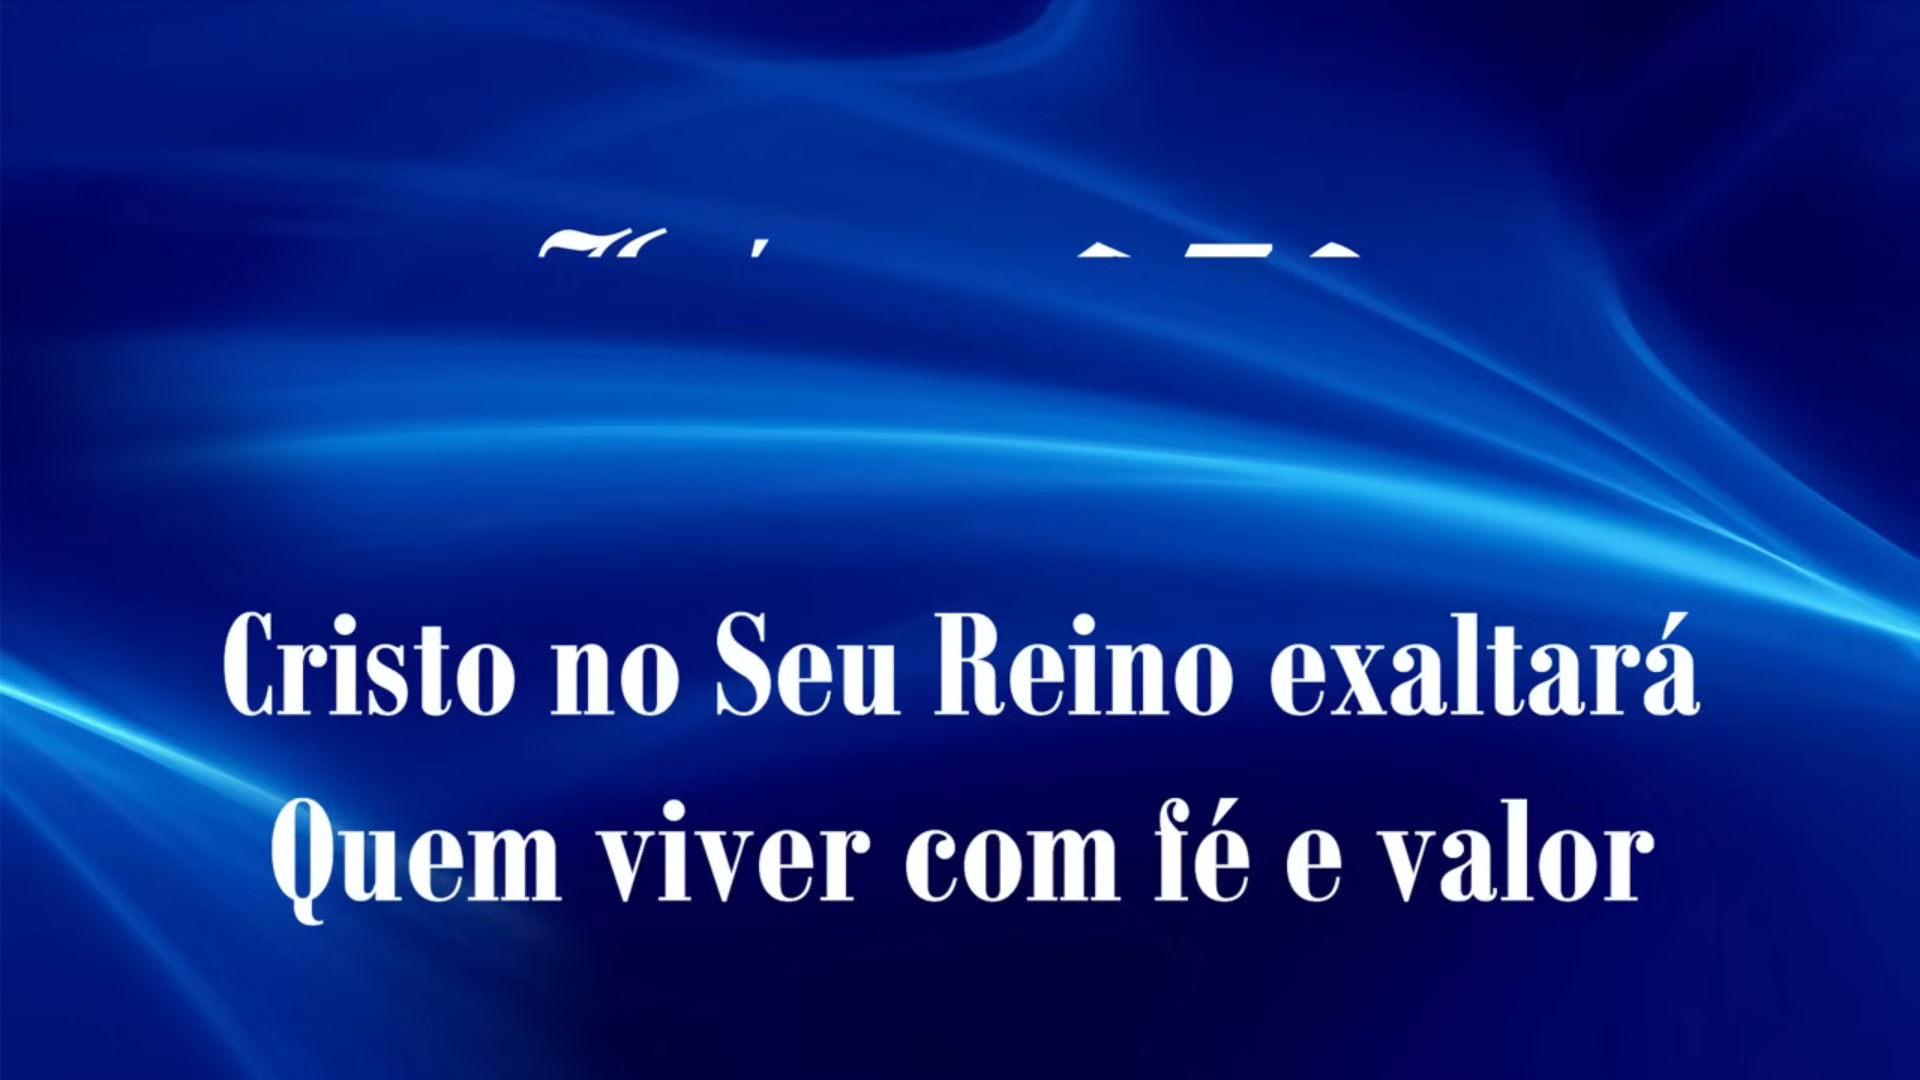 Cristo no Seu Reino exaltará
Quem viver com fé e valor